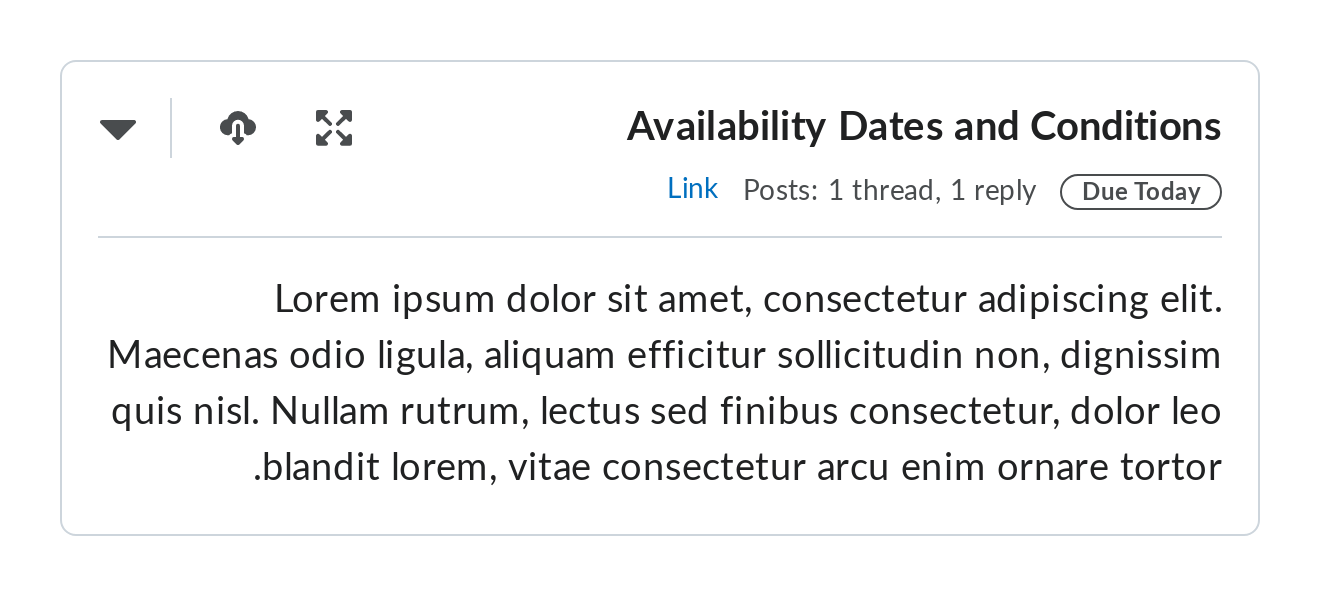 Availability Dates and Conditions
Due Today Posts: 1 thread, 1 reply Link
Lorem ipsum dolor sit amet, consectetur adipiscing elit.
Maecenas odio ligula, aliquam efficitur sollicitudin non, dignissim
quis nisl. Nullam rutrum, lectus sed finibus consectetur, dolor leo
.blandit lorem, vitae consectetur arcu enim ornare tortor